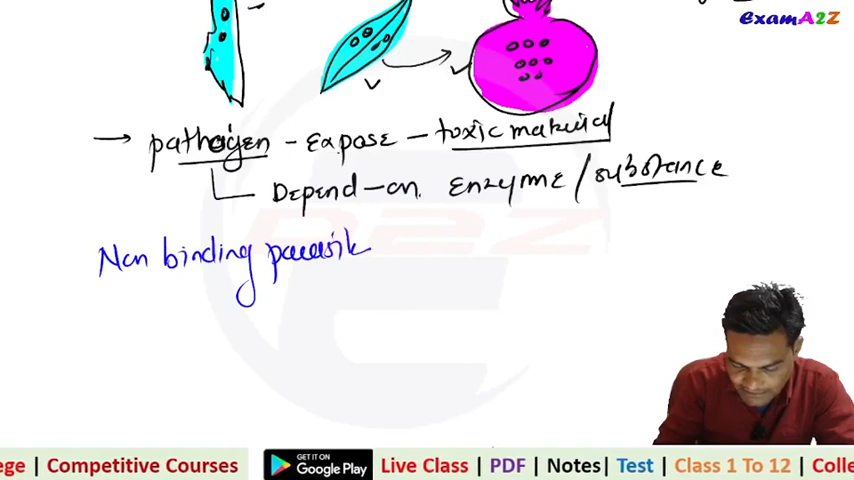 ExamA2Z
→ pathogen - Expose - toxic material
Depend - on Enzyme / substance
Non binding parasite
ege | Competitive Courses GET IT ON Google Play Live Class | PDF | Notes | Test | Class 1 To 12 | Colle